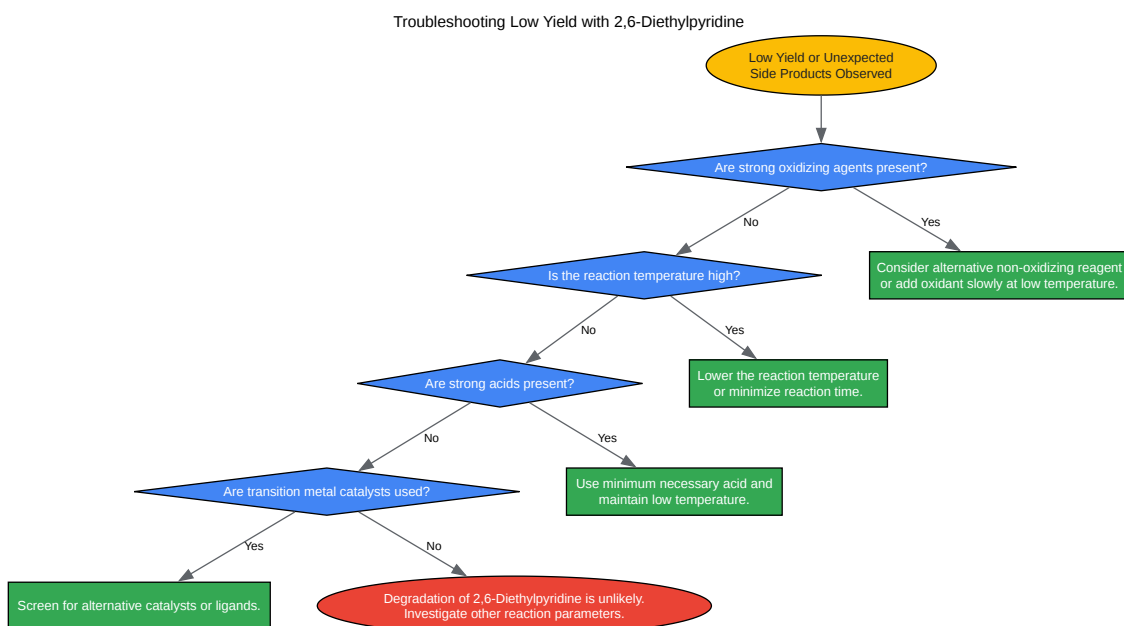 Troubleshooting Low Yield with 2,6-Diethylpyridine
Low Yield or Unexpected
Side Products Observed
Are strong oxidizing agents present?
No
Yes
Is the reaction temperature high?
Consider alternative non-oxidizing reagent
or add oxidant slowly at low temperature.
No
Yes
Are strong acids present?
Lower the reaction temperature
or minimize reaction time.
No
Yes
Are transition metal catalysts used?
Use minimum necessary acid and
maintain low temperature.
Yes
No
Screen for alternative catalysts or ligands.
Degradation of 2,6-Diethylpyridine is unlikely.
Investigate other reaction parameters.